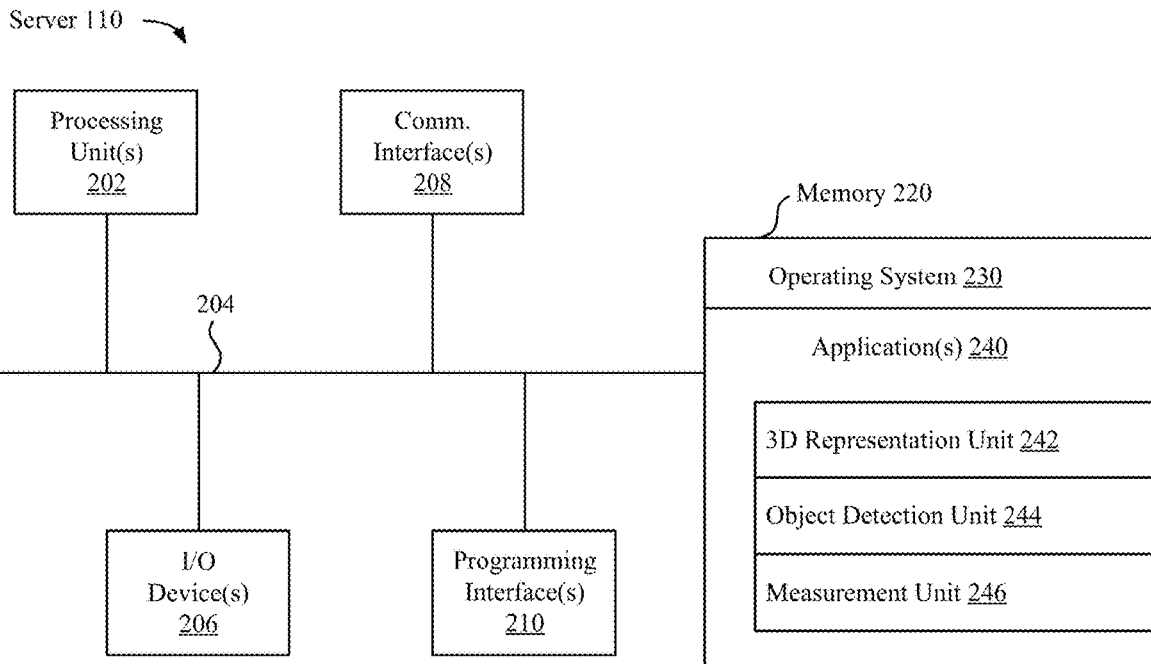 Server 110
Processing
Unit(s)
202
Comm.
Interface(s)
208
Memory 220
Operating System 230
204
Application(s) 240
3D Representation Unit 242
Object Detection Unit 244
Measurement Unit 246
I/O
Device(s)
206
Programming
Interface(s)
210